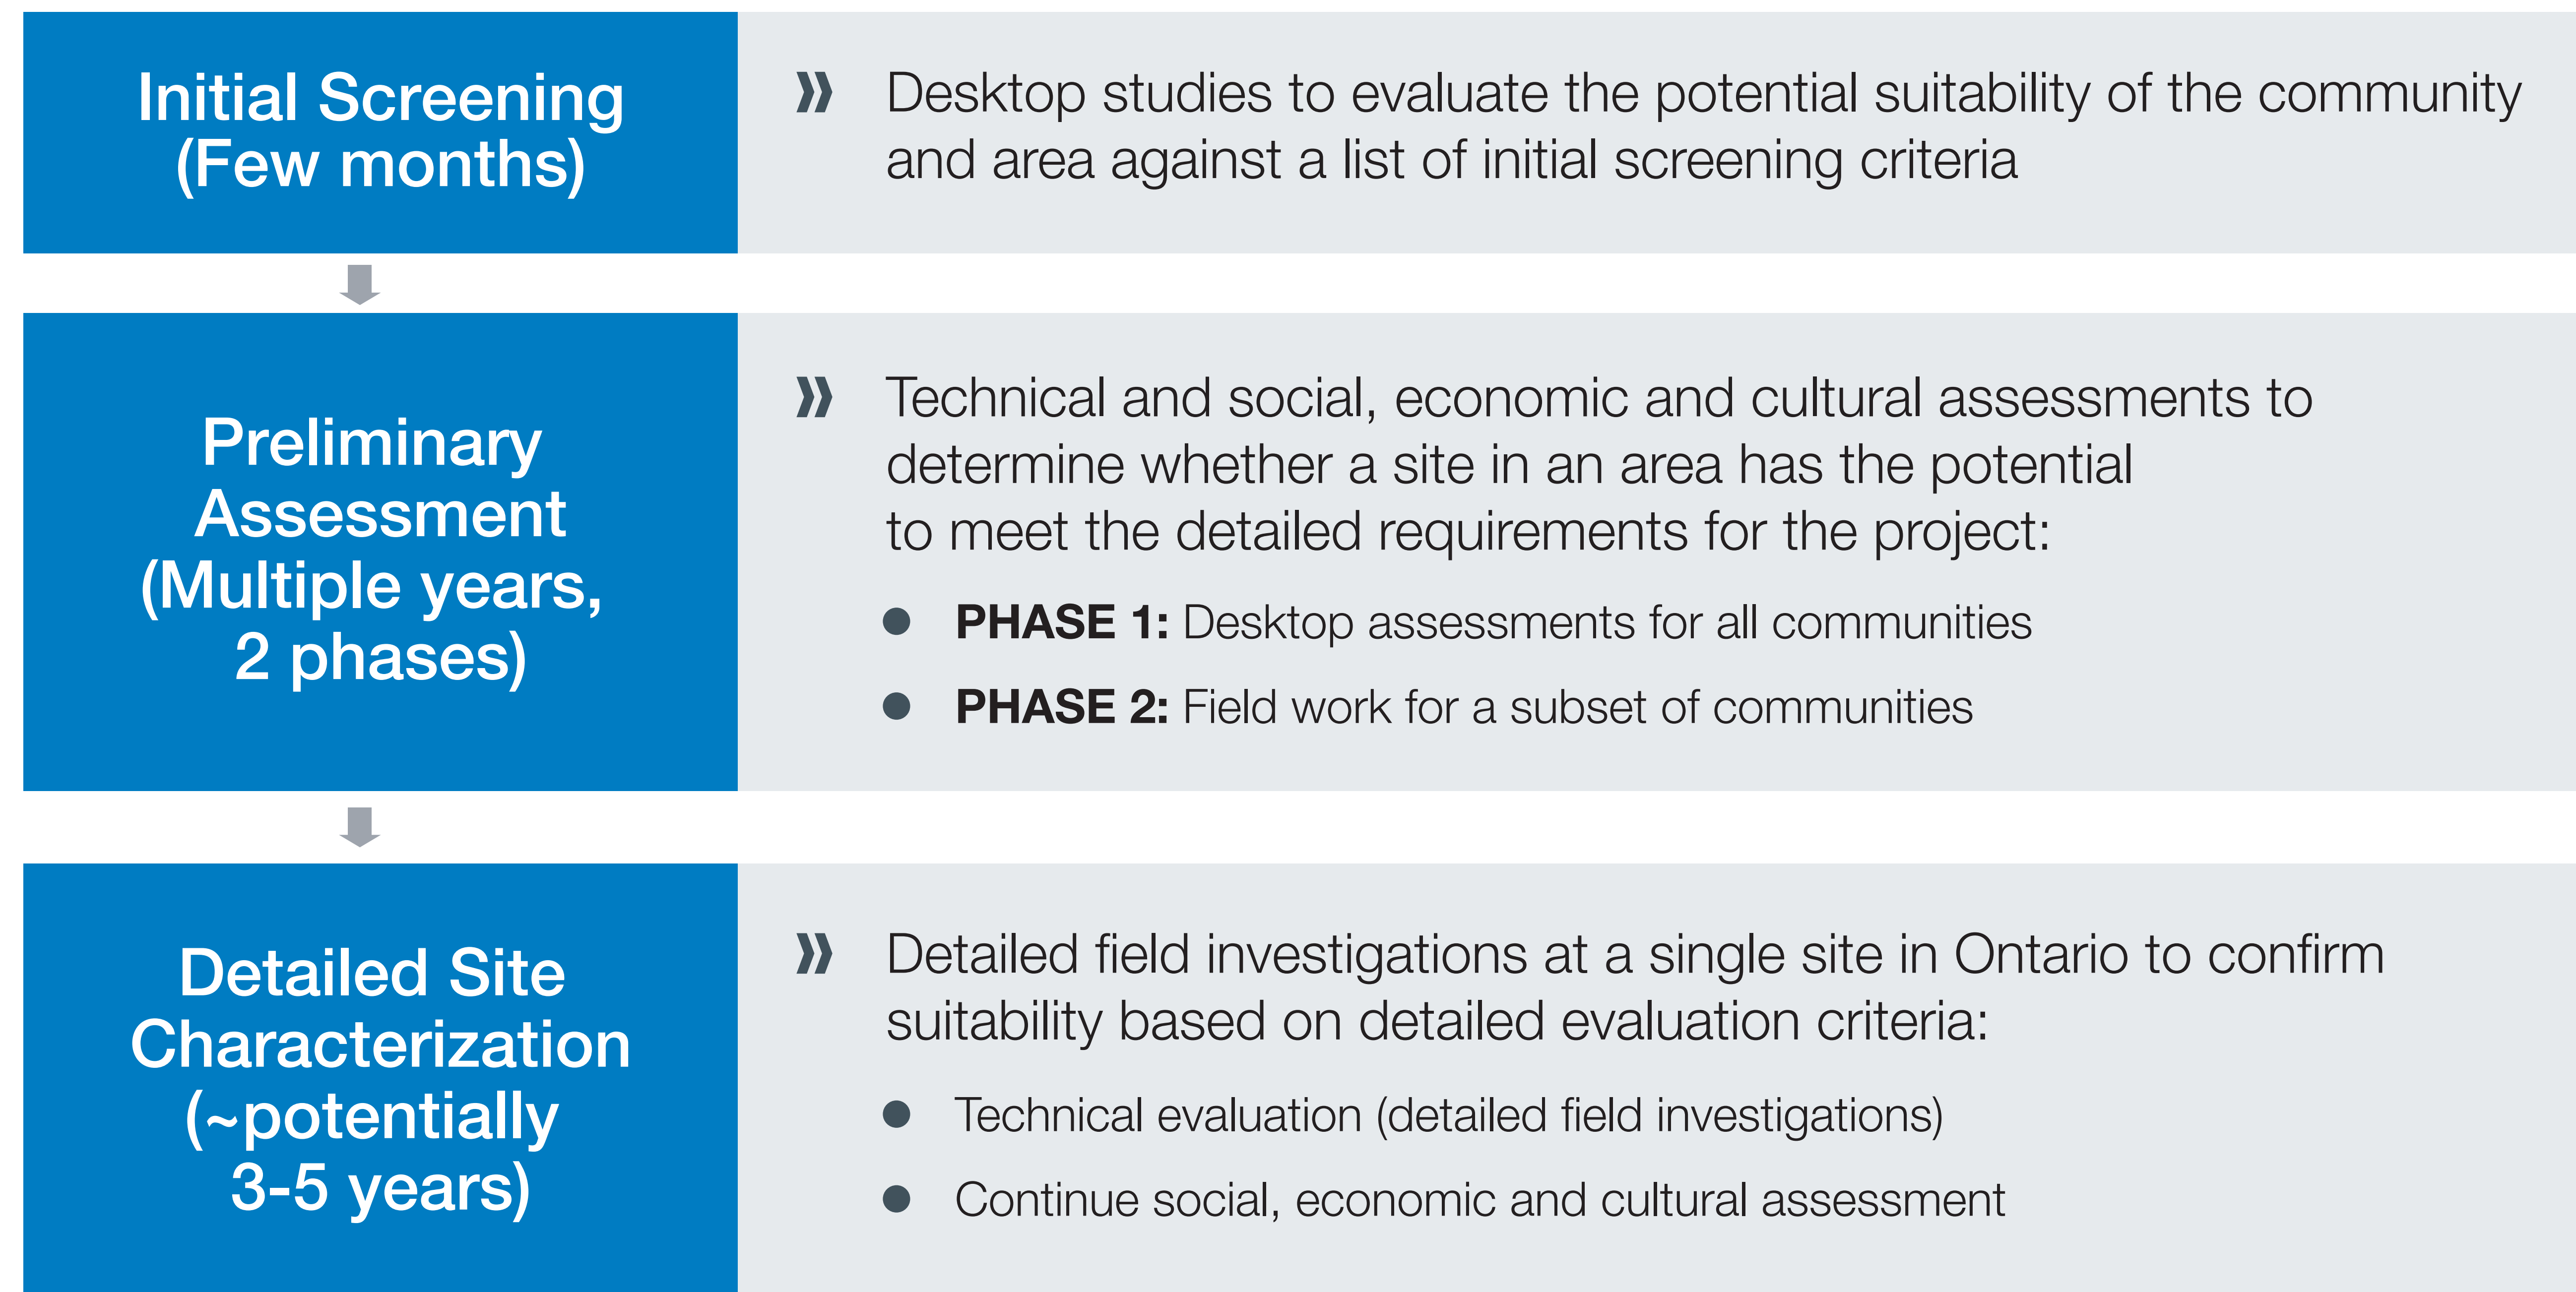 Initial Screening
(Few months)
» Desktop studies to evaluate the potential suitability of the community
and area against a list of initial screening criteria
Preliminary
Assessment
(Multiple years,
2 phases)
» Technical and social, economic and cultural assessments to
determine whether a site in an area has the potential
to meet the detailed requirements for the project:
● PHASE 1: Desktop assessments for all communities
● PHASE 2: Field work for a subset of communities
Detailed Site
Characterization
(~potentially
3-5 years)
» Detailed field investigations at a single site in Ontario to confirm
suitability based on detailed evaluation criteria:
● Technical evaluation (detailed field investigations)
● Continue social, economic and cultural assessment